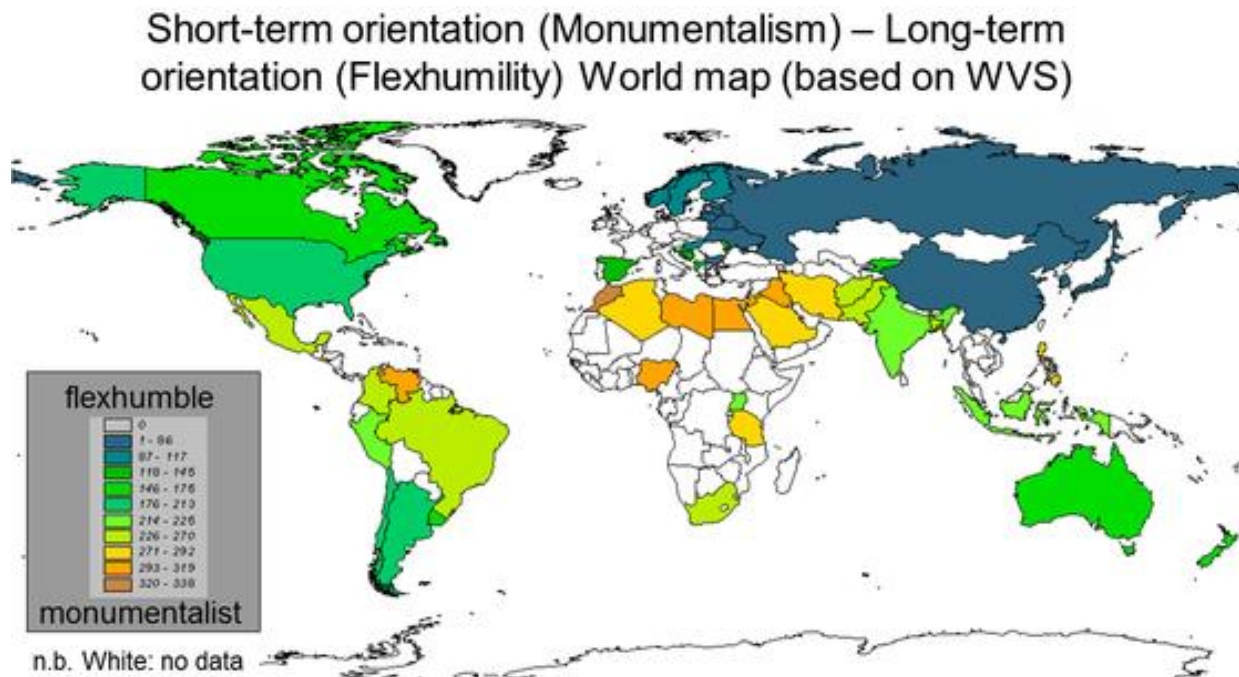 Short-term orientation (Monumentalism) – Long-term
orientation (Flexhumility) World map (based on WVS)
flexhumble
0
1 - 86
87 - 117
118 - 145
146 - 175
176 - 213
214 - 225
226 - 270
271 - 292
293 - 319
320 - 338
monumentalist
n.b. White: no data